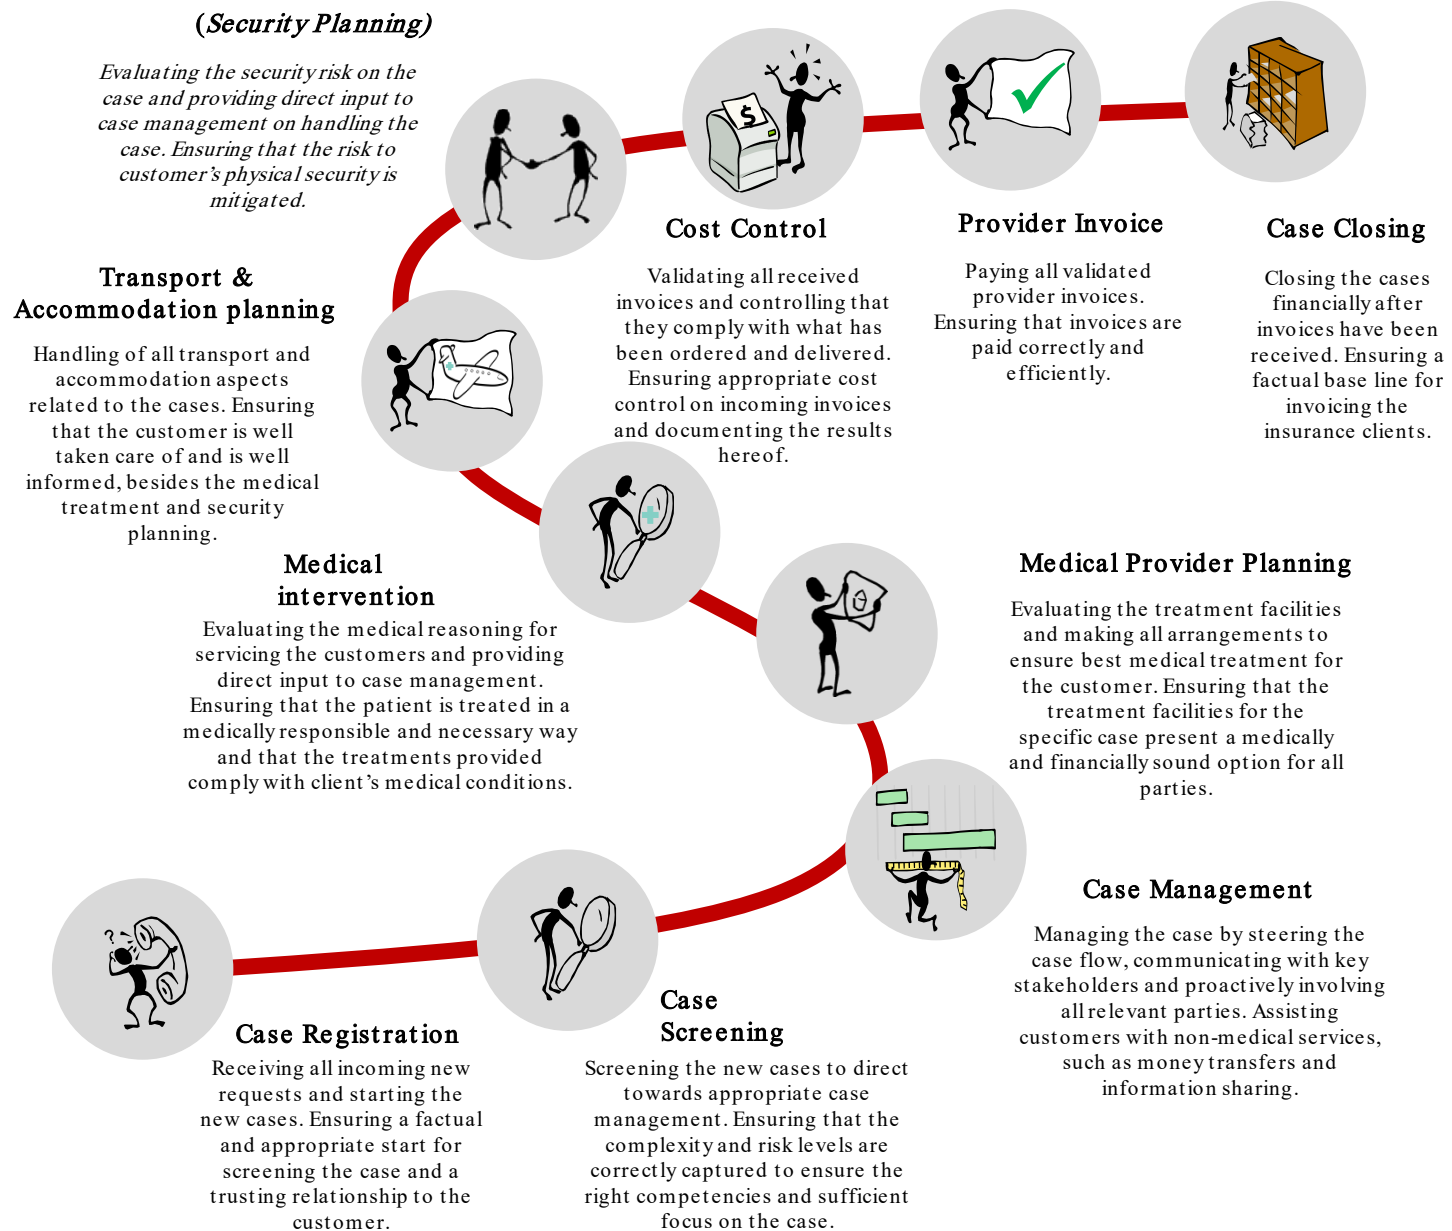 (Security Planning)
Evaluating the security risk on the
case and providing direct input to
case management on handling the
case. Ensuring that the risk to
customer's physical security is
mitigated.
$
Cost Control
Validating all received
invoices and controlling that
they comply with what has
been ordered and delivered.
Ensuring appropriate cost
control on incoming invoices
and documenting the results
hereof.
Provider Invoice
Paying all validated
provider invoices.
Ensuring that invoices are
paid correctly and
efficiently.
Case Closing
Closing the cases
financially after
invoices have been
received. Ensuring a
factual base line for
invoicing the
insurance clients.
Transport &
Accommodation planning
Handling of all transport and
accommodation aspects
related to the cases. Ensuring
that the customer is well
taken care of and is well
informed, besides the medical
treatment and security
planning.
Medical
intervention
Evaluating the medical reasoning for
servicing the customers and providing
direct input to case management.
Ensuring that the patient is treated in a
medically responsible and necessary way
and that the treatments provided
comply with client's medical conditions.
Medical Provider Planning
Evaluating the treatment facilities
and making all arrangements to
ensure best medical treatment for
the customer. Ensuring that the
treatment facilities for the
specific case present a medically
and financially sound option for all
parties.
Case Management
Managing the case by steering the
case flow, communicating with key
stakeholders and proactively involving
all relevant parties. Assisting
customers with non-medical services,
such as money transfers and
information sharing.
?
Case Registration
Receiving all incoming new
requests and starting the
new cases. Ensuring a factual
and appropriate start for
screening the case and a
trusting relationship to the
customer.
Case
Screening
Screening the new cases to direct
towards appropriate case
management. Ensuring that the
complexity and risk levels are
correctly captured to ensure the
right competencies and sufficient
focus on the case.